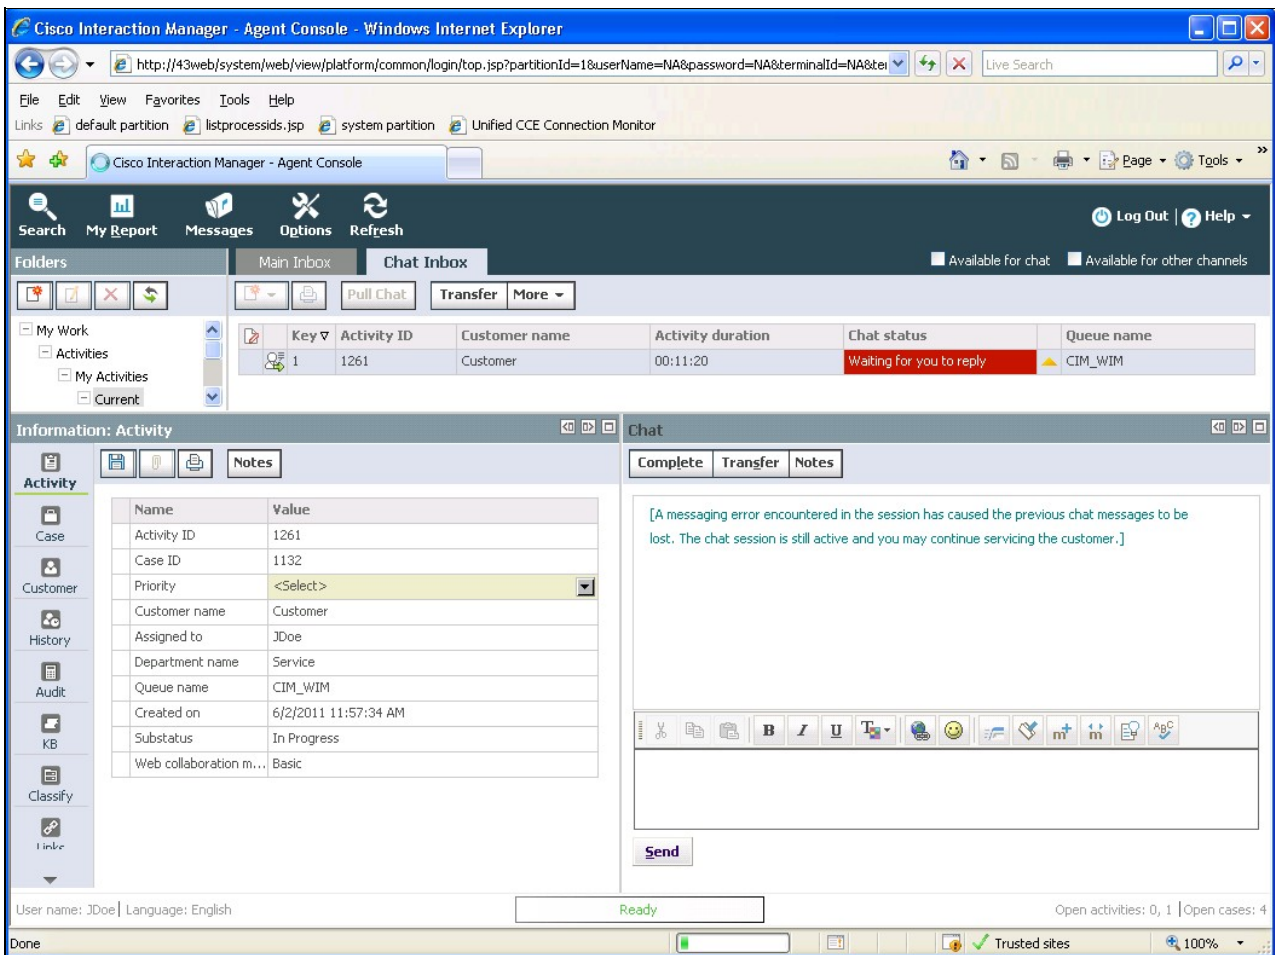 Cisco Interaction Manager - Agent Console - Windows Internet Explorer
http://43web/system/web/view/platform/common/login/top.jsp?partitionId=1&userName=NA&password=NA&terminalId=NA&te
Live Search
File Edit View Favorites Tools Help
Links default partition listprocessids.jsp system partition Unified CCE Connection Monitor
Cisco Interaction Manager - Agent Console
Page Tools »
Search My Report Messages Options Refresh
Log Out | Help
Folders
Main Inbox Chat Inbox
Available for chat Available for other channels
Pull Chat Transfer More
My Work
Activities
My Activities
Current
Key Activity ID Customer name Activity duration Chat status Queue name
1 1261 Customer 00:11:20 Waiting for you to reply CIM_WIM
Information: Activity
Notes
Activity
Case
Customer
History
Audit
KB
Classify
Links
Name Value
Activity ID 1261
Case ID 1132
Priority <Select>
Customer name Customer
Assigned to JDoe
Department name Service
Queue name CIM_WIM
Created on 6/2/2011 11:57:34 AM
Substatus In Progress
Web collaboration m... Basic
Chat
Complete Transfer Notes
[A messaging error encountered in the session has caused the previous chat messages to be
lost. The chat session is still active and you may continue servicing the customer.]
B I U T m m ABC
Send
User name: JDoe | Language: English
Ready
Open activities: 0, 1 | Open cases: 4
Done
Trusted sites
100%